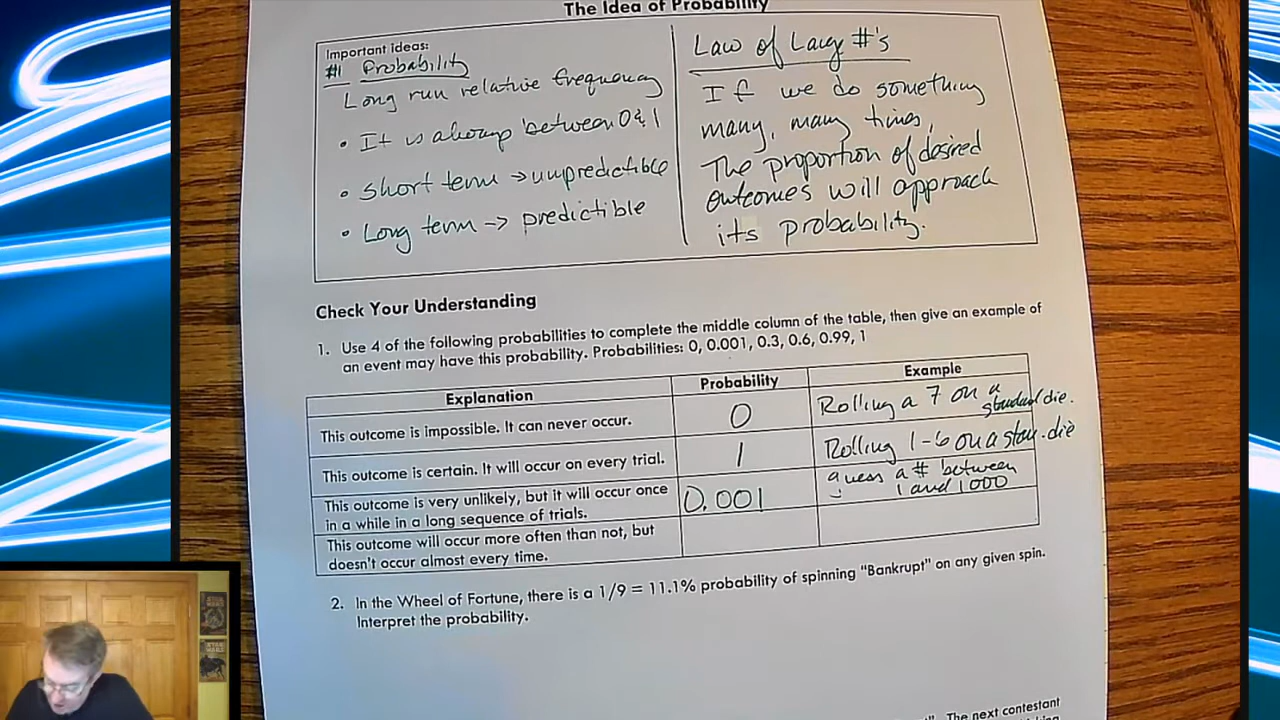 The Idea of Probability
Important ideas:
#1 Probability
Long run relative frequency
• It is always between 0 & 1
• short term → unpredictible
• Long term → predictible
Law of Large #'s
If we do something
many, many times,
The proportion of desired
outcomes will approach
its probability.
Check Your Understanding
1. Use 4 of the following probabilities to complete the middle column of the table, then give an example of
an event may have this probability. Probabilities: 0, 0.001, 0.3, 0.6, 0.99, 1
Explanation Probability Example
This outcome is impossible. It can never occur. 0 Rolling a 7 on a
standard die.
This outcome is certain. It will occur on every trial. 1 Rolling 1-6 on a stan. die
This outcome is very unlikely, but it will occur once
in a while in a long sequence of trials.
0.001
guess a # between
1 and 1000
This outcome will occur more often than not, but
doesn't occur almost every time.
2. In the Wheel of Fortune, there is a 1/9 = 11.1% probability of spinning "Bankrupt" on any given spin.
Interpret the probability.
The next contestant
STAR
WARS
STAR
WARS